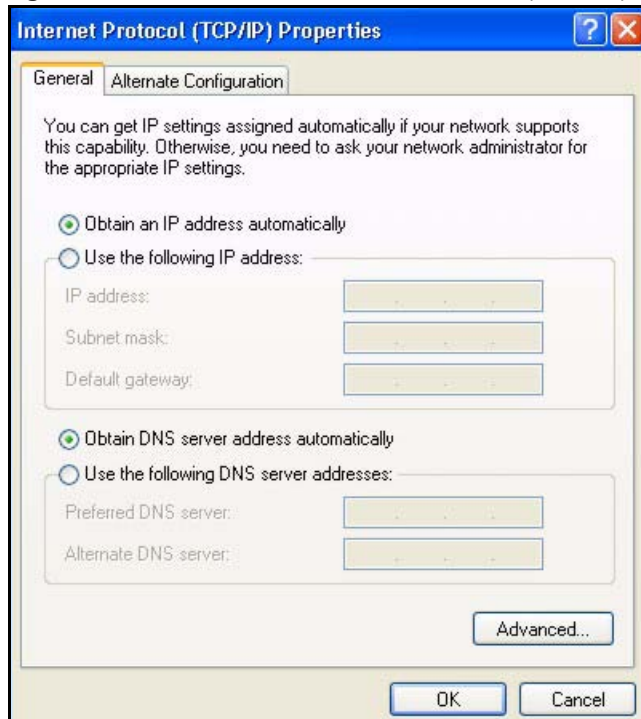 Internet Protocol (TCP/IP) Properties
General
Alternate Configuration
You can get IP settings assigned automatically if your network supports
this capability. Otherwise, you need to ask your network administrator for
the appropriate IP settings.
Obtain an IP address automatically
Use the following IP address:
IP address:
Subnet mask:
Default gateway:
Obtain DNS server address automatically
Use the following DNS server addresses:
Preferred DNS server:
Alternate DNS server:
Advanced...
OK
Cancel